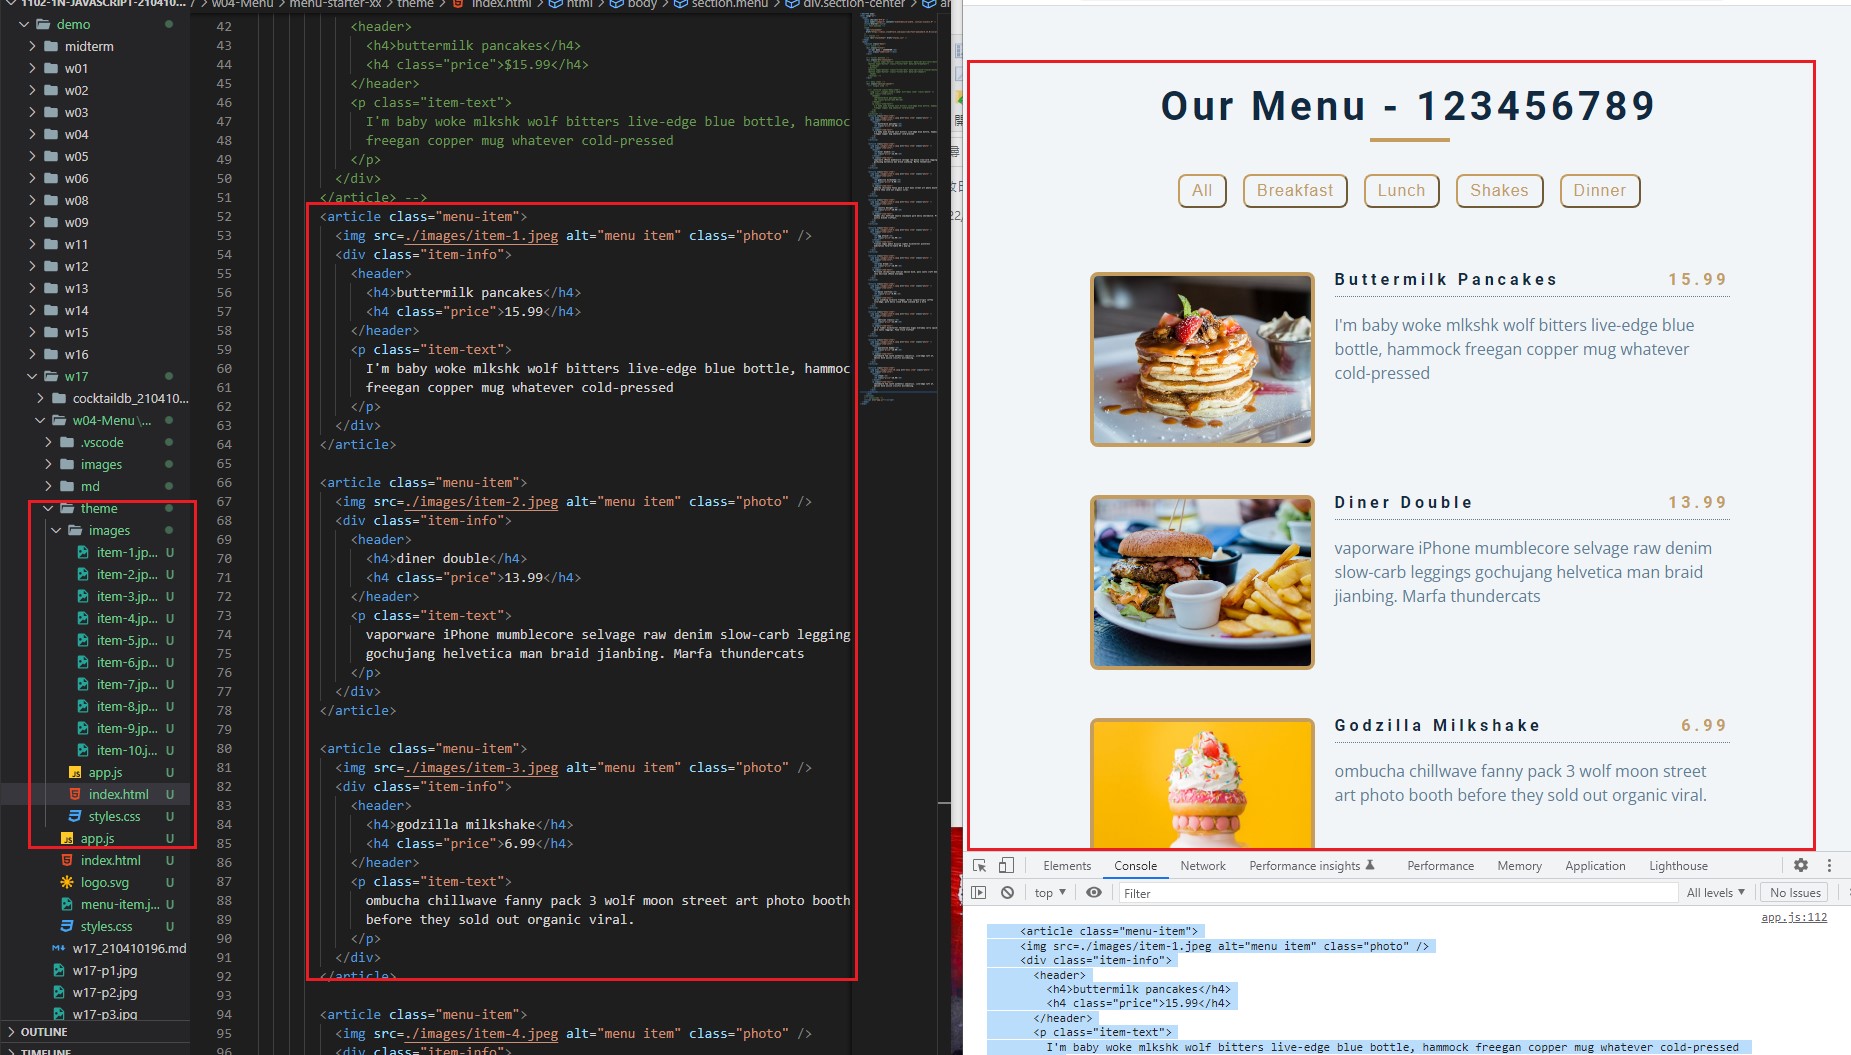 1102-1N-JAVASCRIPT-210410...
demo
midterm
w01
w02
w03
w04
w05
w06
w08
w09
w11
w12
w13
w14
w15
w16
w17
cocktaildb_210410...
w04-Menu\...
.vscode
images
md
theme
images
item-1.jp... U
item-2.jp... U
item-3.jp... U
item-4.jp... U
item-5.jp... U
item-6.jp... U
item-7.jp... U
item-8.jp... U
item-9.jp... U
item-10.j... U
app.js U
index.html U
styles.css U
app.js U
index.html U
logo.svg U
menu-item.j... U
styles.css U
w17_210410196.md
w17-p1.jpg
w17-p2.jpg
w17-p3.jpg
OUTLINE
TIMELINE
w04-Menu > menu-starter-xx > theme > index.html > html > body > section.menu > div.section-center > ar
42 <header>
43 <h4>buttermilk pancakes</h4>
44 <h4 class="price">$15.99</h4>
45 </header>
46 <p class="item-text">
47 I'm baby woke mlkshk wolf bitters live-edge blue bottle, hammoc
48 freegan copper mug whatever cold-pressed
49 </p>
50 </div>
51 </article> -->
52 <article class="menu-item">
53 <img src=./images/item-1.jpeg alt="menu item" class="photo" />
54 <div class="item-info">
55 <header>
56 <h4>buttermilk pancakes</h4>
57 <h4 class="price">15.99</h4>
58 </header>
59 <p class="item-text">
60 I'm baby woke mlkshk wolf bitters live-edge blue bottle, hammoc
61 freegan copper mug whatever cold-pressed
62 </p>
63 </div>
64 </article>
65
66 <article class="menu-item">
67 <img src=./images/item-2.jpeg alt="menu item" class="photo" />
68 <div class="item-info">
69 <header>
70 <h4>diner double</h4>
71 <h4 class="price">13.99</h4>
72 </header>
73 <p class="item-text">
74 vaporware iPhone mumblecore selvage raw denim slow-carb legging
75 gochujang helvetica man braid jianbing. Marfa thundercats
76 </p>
77 </div>
78 </article>
79
80 <article class="menu-item">
81 <img src=./images/item-3.jpeg alt="menu item" class="photo" />
82 <div class="item-info">
83 <header>
84 <h4>godzilla milkshake</h4>
85 <h4 class="price">6.99</h4>
86 </header>
87 <p class="item-text">
88 ombucha chillwave fanny pack 3 wolf moon street art photo booth
89 before they sold out organic viral.
90 </p>
91 </div>
92 </article>
93
94 <article class="menu-item">
95 <img src=./images/item-4.jpeg alt="menu item" class="photo" />
96 <div class="item-info">
Our Menu - 123456789
All Breakfast Lunch Shakes Dinner
Buttermilk Pancakes 15.99
I'm baby woke mlkshk wolf bitters live-edge blue
bottle, hammock freegan copper mug whatever
cold-pressed
Diner Double 13.99
vaporware iPhone mumblecore selvage raw denim
slow-carb leggings gochujang helvetica man braid
jianbing. Marfa thundercats
Godzilla Milkshake 6.99
ombucha chillwave fanny pack 3 wolf moon street
art photo booth before they sold out organic viral.
Elements Console Network Performance insights Performance Memory Application Lighthouse
top Filter All levels No Issues
app.js:112
<article class="menu-item">
<img src=./images/item-1.jpeg alt="menu item" class="photo" />
<div class="item-info">
<header>
<h4>buttermilk pancakes</h4>
<h4 class="price">15.99</h4>
</header>
<p class="item-text">
I'm baby woke mlkshk wolf bitters live-edge blue bottle, hammock freegan copper mug whatever cold-pressed